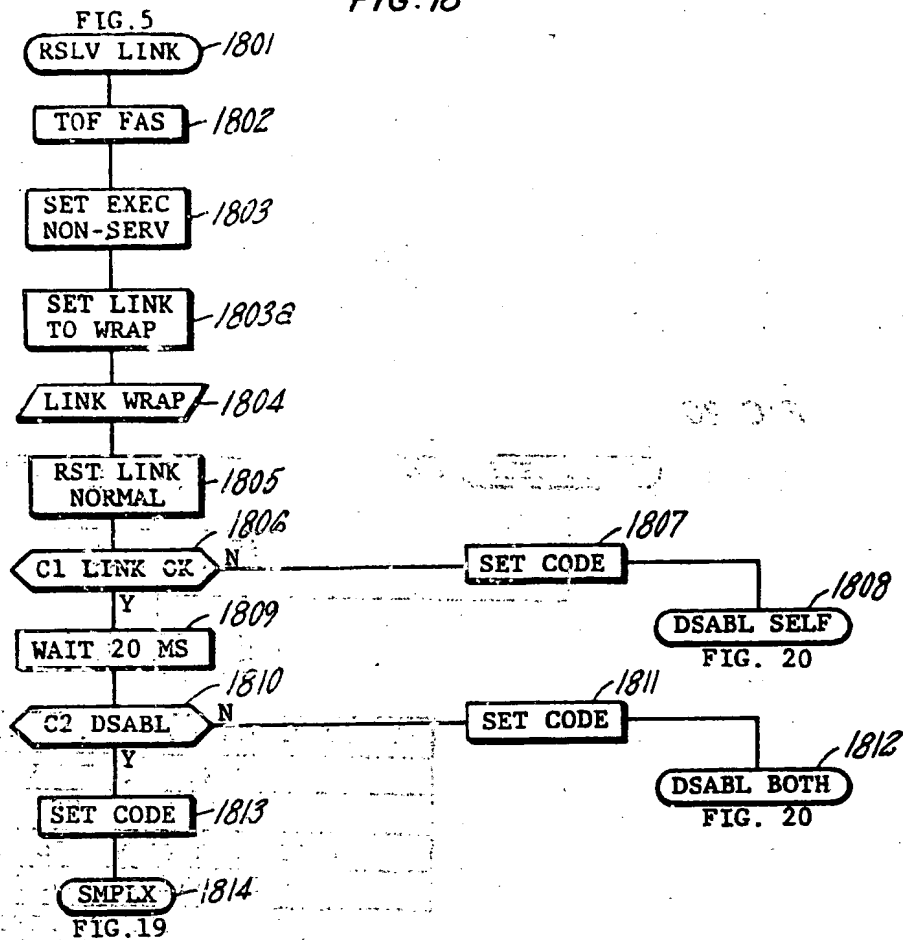 FIG. 18
FIG.5
RSLV LINK 1801
TOF FAS 1802
SET EXEC
NON-SERV 1803
SET LINK
TO WRAP 1803a
LINK WRAP 1804
RST LINK
NORMAL 1805
1806
C1 LINK OK N
Y
1807
SET CODE
1808
DSABL SELF
FIG. 20
1809
WAIT 20 MS
1810
C2 DSABL N
Y
1811
SET CODE
1812
DSABL BOTH
FIG. 20
SET CODE 1813
SMPLX 1814
FIG.19